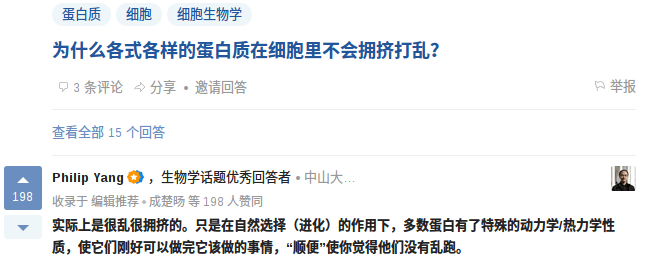 蛋白质 细胞 细胞生物学
为什么各式各样的蛋白质在细胞里不会拥挤打乱?
3 条评论 分享 • 邀请回答 举报
查看全部 15 个回答
Philip Yang ，生物学话题优秀回答者 • 中山大…
198
收录于 编辑推荐 • 成楚旸 等 198 人赞同
实际上是很乱很拥挤的。只是在自然选择（进化）的作用下，多数蛋白有了特殊的动力学/热力学性
质，使它们刚好可以做完它该做的事情，“顺便”使你觉得他们没有乱跑。